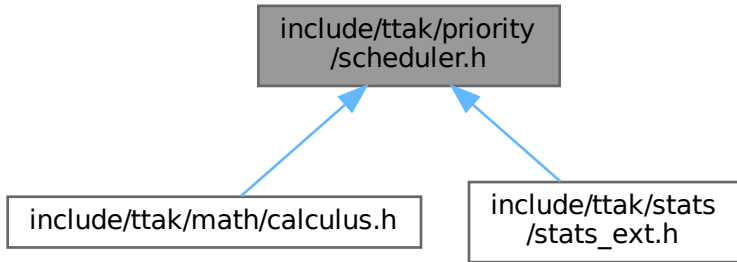 include/ttak/priority
/scheduler.h
include/ttak/math/calculus.h
include/ttak/stats
/stats_ext.h